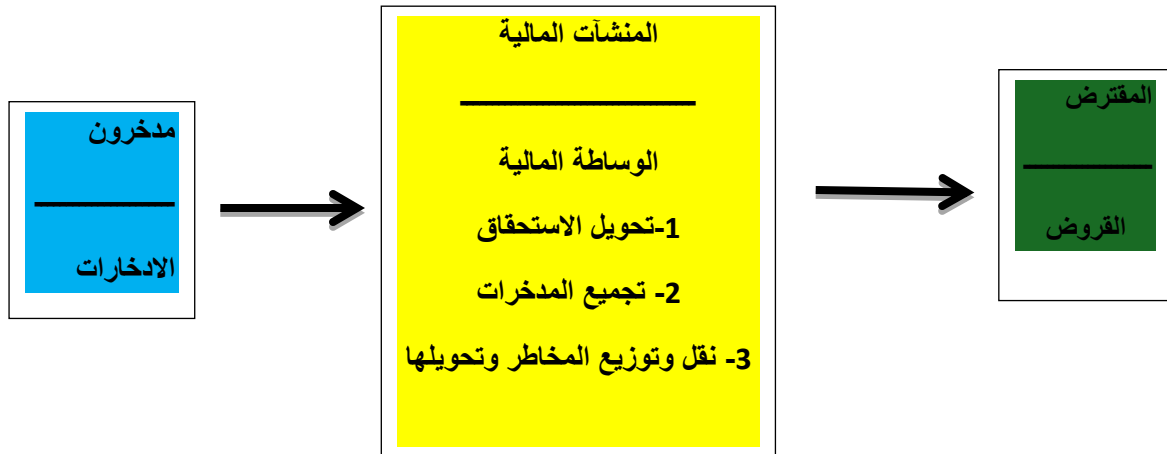 مدخرون
الادخارات
المنشآت المالية
الوساطة المالية
1-تحويل الاستحقاق
2- تجميع المدخرات
3- نقل وتوزيع المخاطر وتحويلها
المقترض
القروض